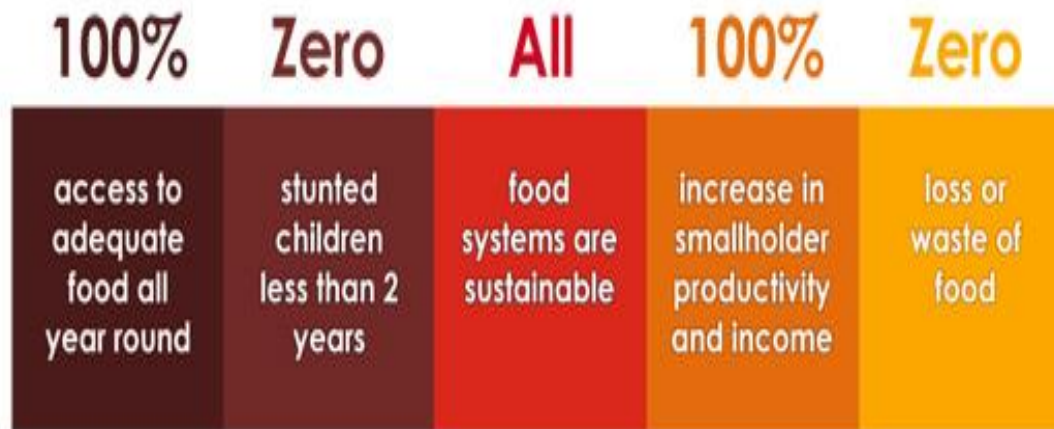 100%
access to
adequate
food all
year round
Zero
stunted
children
less than 2
years
All
food
systems are
sustainable
100%
increase in
smallholder
productivity
and income
Zero
loss or
waste of
food